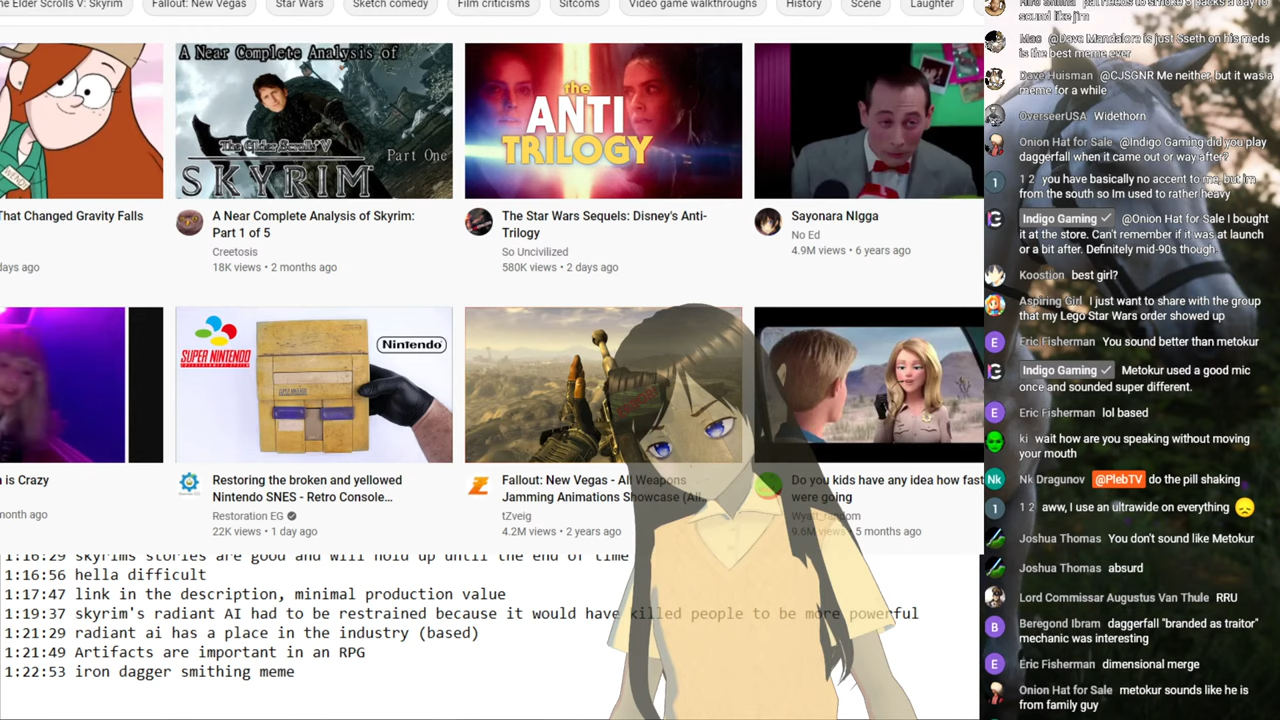 The Elder Scrolls V: Skyrim
Fallout: New Vegas
Star Wars
Sketch comedy
Film criticisms
Sitcoms
Video game walkthroughs
History
Scene
Laughter
A Near Complete Analysis of
The Elder Scrolls V
SKYRIM
Part One
the
ANTI
TRILOGY
That Changed Gravity Falls
days ago
A Near Complete Analysis of Skyrim:
Part 1 of 5
Creetosis
18K views • 2 months ago
The Star Wars Sequels: Disney's Anti-
Trilogy
So Uncivilized
580K views • 2 days ago
Sayonara NIgga
No Ed
4.9M views • 6 years ago
SUPER NINTENDO
ENTERTAINMENT SYSTEM
Nintendo
n is Crazy
month ago
Restoring the broken and yellowed
Nintendo SNES - Retro Console...
Restoration EG
22K views • 1 day ago
Fallout: New Vegas - All Weapons
Jamming Animations Showcase (All
tZveig
4.2M views • 2 years ago
Do you kids have any idea how fast
were going
Wyatt_random
9.6M views • 5 months ago
1:16:29 skyrims stories are good and will hold up until the end of time
1:16:56 hella difficult
1:17:47 link in the description, minimal production value
1:19:37 skyrim's radiant AI had to be restrained because it would have killed people to be more powerful
1:21:29 radiant ai has a place in the industry (based)
1:21:49 Artifacts are important in an RPG
1:22:53 iron dagger smithing meme
sound like jim
Mac @Dave Mandalore is just Sseth on his meds
is the best meme ever
Dave Huisman @CJSGNR Me neither, but it was a
meme for a while
OverseerUSA Widethorn
Onion Hat for Sale @Indigo Gaming did you play
daggerfall when it came out or way after?
1 2 you have basically no accent to me, but im
from the south so Im used to rather heavy
Indigo Gaming @Onion Hat for Sale I bought
it at the store. Can't remember if it was at launch
or a bit after. Definitely mid-90s though
Koostion best girl?
Aspiring Girl I just want to share with the group
that my Lego Star Wars order showed up
E
Eric Fisherman You sound better than metokur
Indigo Gaming Metokur used a good mic
once and sounded super different.
E
Eric Fisherman lol based
ki wait how are you speaking without moving
your mouth
Nk
Nk Dragunov @PlebTV do the pill shaking
1
1 2 aww, I use an ultrawide on everything
Joshua Thomas You don't sound like Metokur
Joshua Thomas absurd
Lord Commissar Augustus Van Thule RRU
B
Beregond Ibram daggerfall "branded as traitor"
mechanic was interesting
E
Eric Fisherman dimensional merge
Onion Hat for Sale metokur sounds like he is
from family guy